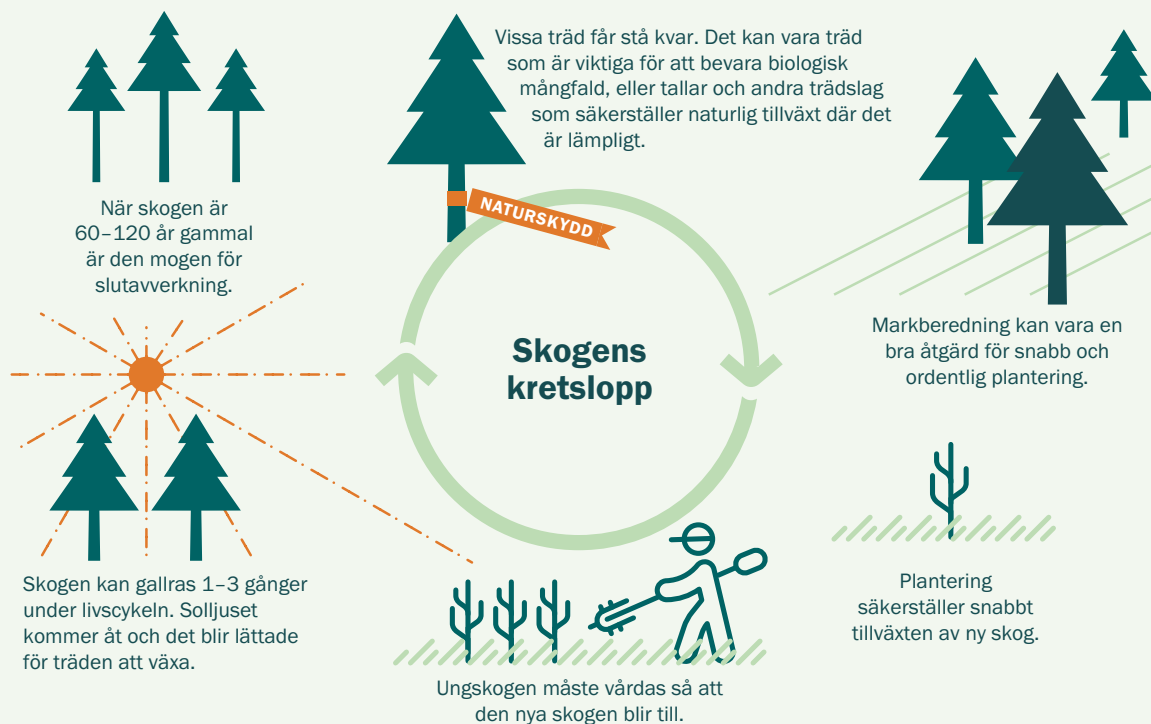 Vissa träd får stå kvar. Det kan vara träd
som är viktiga för att bevara biologisk
mångfald, eller tallar och andra trädslag
som säkerställer naturlig tillväxt där det
är lämpligt.
NATURSKYDD
När skogen är
60–120 år gammal
är den mogen för
slutavverkning.
Skogens
kretslopp
Markberedning kan vara en
bra åtgärd för snabb och
ordentlig plantering.
Plantering
säkerställer snabbt
tillväxten av ny skog.
Ungskogen måste vårdas så att
den nya skogen blir till.
Skogen kan gallras 1–3 gånger
under livscykeln. Solljuset
kommer åt och det blir lättade
för träden att växa.